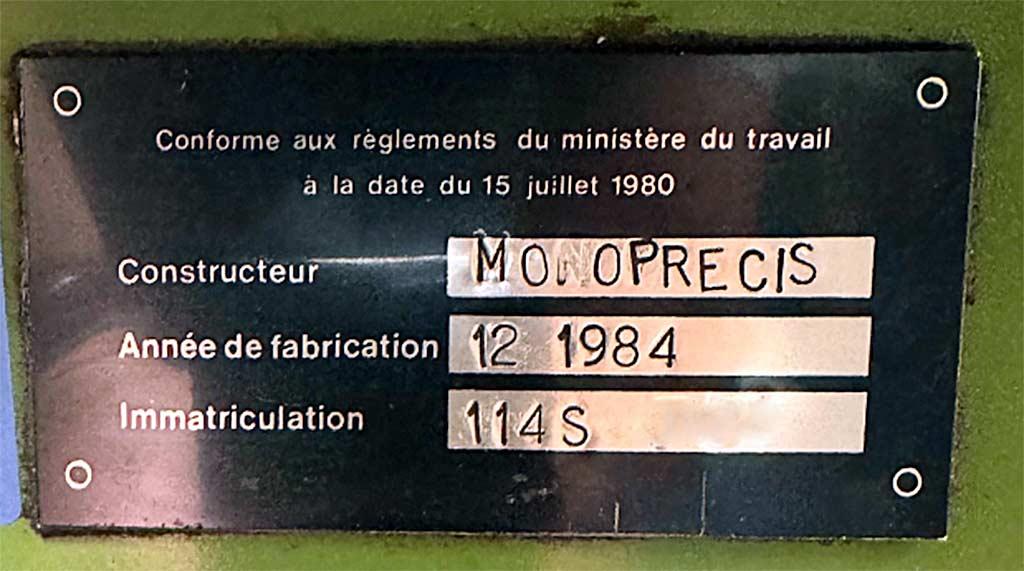 Conforme aux règlements du ministère du travail
à la date du 15 juillet 1980
Constructeur MONOPRECIS
Année de fabrication 12 1984
Immatriculation 114S